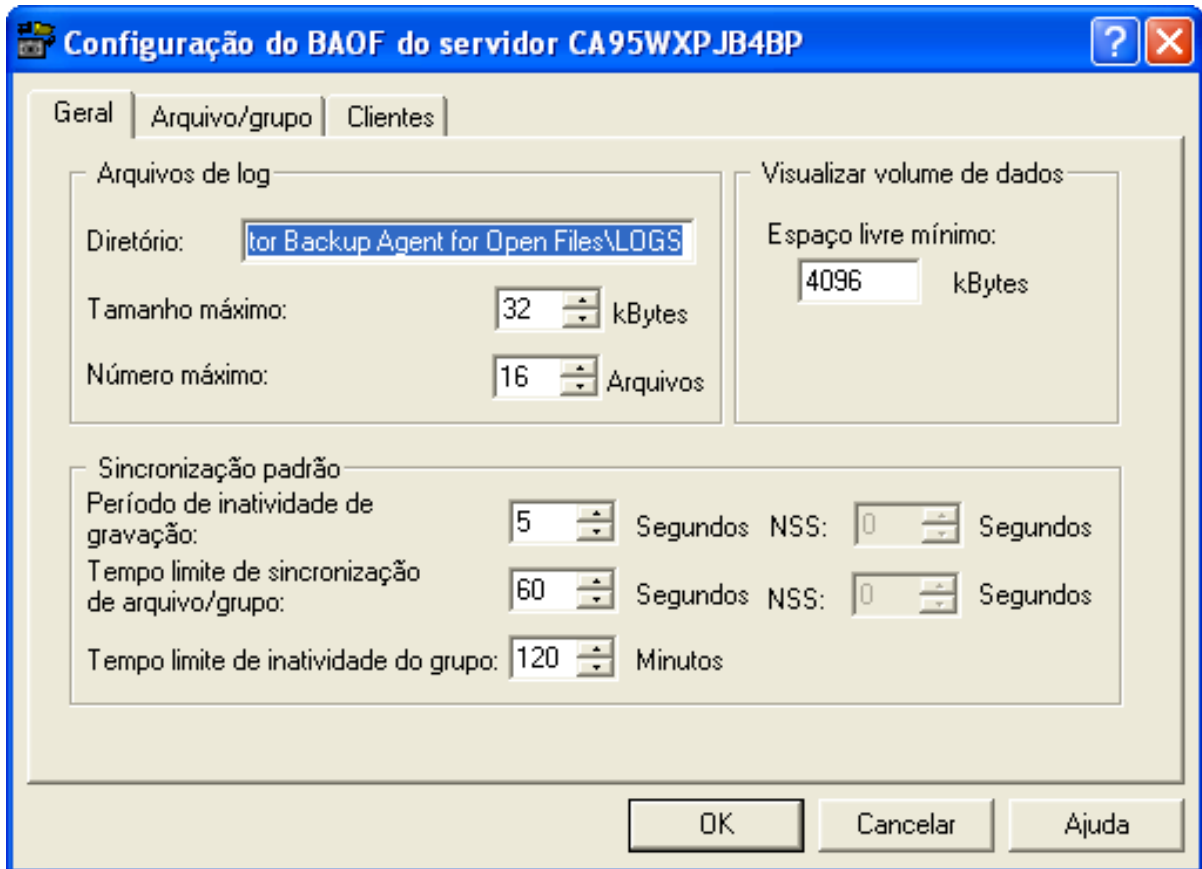 Configuração do BAOF do servidor CA95WXPJB4BP
Geral Arquivo/grupo Clientes
Arquivos de log
Diretório: tor Backup Agent for Open Files\LOGS
Tamanho máximo: 32 kBytes
Número máximo: 16 Arquivos
Visualizar volume de dados
Espaço livre mínimo:
4096 kBytes
Sincronização padrão
Período de inatividade de
gravação: 5 Segundos NSS: 0 Segundos
Tempo limite de sincronização
de arquivo/grupo: 60 Segundos NSS: 0 Segundos
Tempo limite de inatividade do grupo: 120 Minutos
OK Cancelar Ajuda